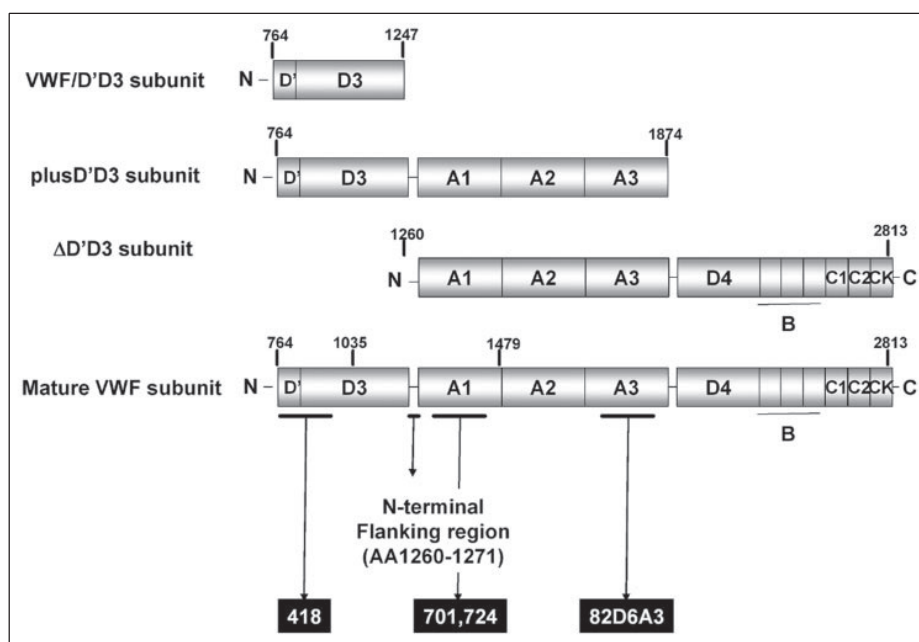 764 1247
VWF/D'D3 subunit N D' D3
764 1874
plusD'D3 subunit N D' D3 A1 A2 A3
1260 2813
ΔD'D3 subunit
N A1 A2 A3 D4 C1 C2 CK C
B
764 1035 1479 2813
Mature VWF subunit N D' D3 A1 A2 A3 D4 C1 C2 CK C
B
N-terminal
Flanking region
(AA1260-1271)
418 701,724 82D6A3